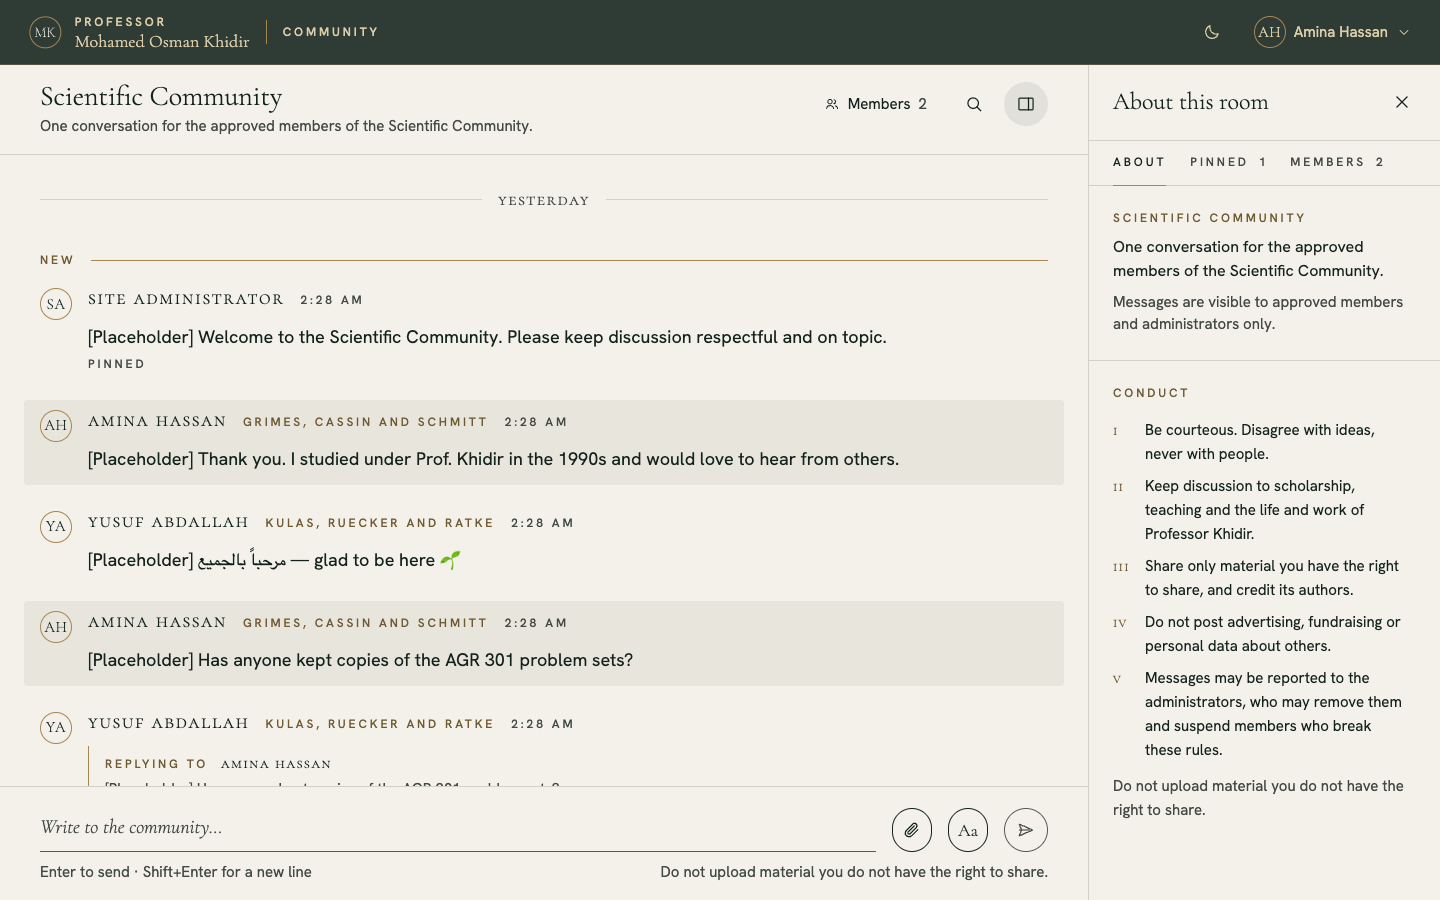 MK
PROFESSOR
Mohamed Osman Khidir
COMMUNITY
AH
Amina Hassan
Scientific Community
One conversation for the approved members of the Scientific Community.
Members 2
YESTERDAY
NEW
SA
SITE ADMINISTRATOR 2:28 AM
[Placeholder] Welcome to the Scientific Community. Please keep discussion respectful and on topic.
PINNED
AH
AMINA HASSAN GRIMES, CASSIN AND SCHMITT 2:28 AM
[Placeholder] Thank you. I studied under Prof. Khidir in the 1990s and would love to hear from others.
YA
YUSUF ABDALLAH KULAS, RUECKER AND RATKE 2:28 AM
[Placeholder] مرحباً بالجميع — glad to be here 🌱
AH
AMINA HASSAN GRIMES, CASSIN AND SCHMITT 2:28 AM
[Placeholder] Has anyone kept copies of the AGR 301 problem sets?
YA
YUSUF ABDALLAH KULAS, RUECKER AND RATKE 2:28 AM
REPLYING TO AMINA HASSAN
[Placeholder] Has anyone kept copies of the AGR 301 problem sets?
Write to the community...
Aa
Enter to send · Shift+Enter for a new line
Do not upload material you do not have the right to share.
About this room
ABOUT PINNED 1 MEMBERS 2
SCIENTIFIC COMMUNITY
One conversation for the approved
members of the Scientific Community.
Messages are visible to approved members
and administrators only.
CONDUCT
I Be courteous. Disagree with ideas,
never with people.
II Keep discussion to scholarship,
teaching and the life and work of
Professor Khidir.
III Share only material you have the right
to share, and credit its authors.
IV Do not post advertising, fundraising or
personal data about others.
V Messages may be reported to the
administrators, who may remove them
and suspend members who break
these rules.
Do not upload material you do not have the
right to share.